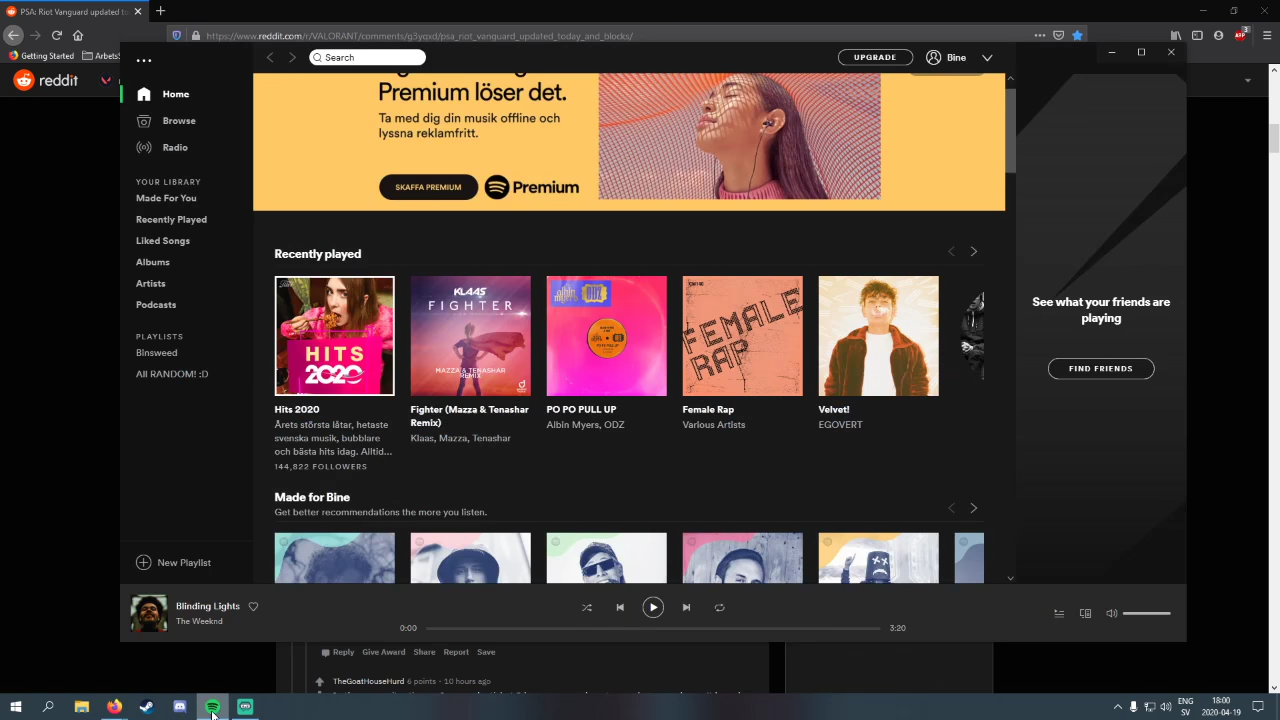 PSA: Riot Vanguard updated to
https://www.reddit.com/r/VALORANT/comments/g3yqxd/psa_riot_vanguard_updated_today_and_blocks/
Getting Started
Arbets
reddit
Search
UPGRADE
Bine
Home
Browse
Radio
YOUR LIBRARY
Made For You
Recently Played
Liked Songs
Albums
Artists
Podcasts
PLAYLISTS
Binsweed
All RANDOM! :D
New Playlist
Premium löser det.
Ta med dig din musik offline och
lyssna reklamfritt.
SKAFFA PREMIUM
Premium
Recently played
HITS
2020
KLAAS
FIGHTER
MAZZA & TENASHAR
REMIX
albin
myers
ODZ
FEMALE
RAP
Hits 2020
Årets största låtar, hetaste
svenska musik, bubblare
och bästa hits idag. Alltid...
144,822 FOLLOWERS
Fighter (Mazza & Tenashar
Remix)
Klaas, Mazza, Tenashar
PO PO PULL UP
Albin Myers, ODZ
Female Rap
Various Artists
Velvet!
EGOVERT
Made for Bine
Get better recommendations the more you listen.
See what your friends are
playing
FIND FRIENDS
Blinding Lights
The Weeknd
0:00
3:20
Reply Give Award Share Report Save
TheGoatHouseHurd 6 points · 10 hours ago
ENG
SV
18:00
2020-04-19